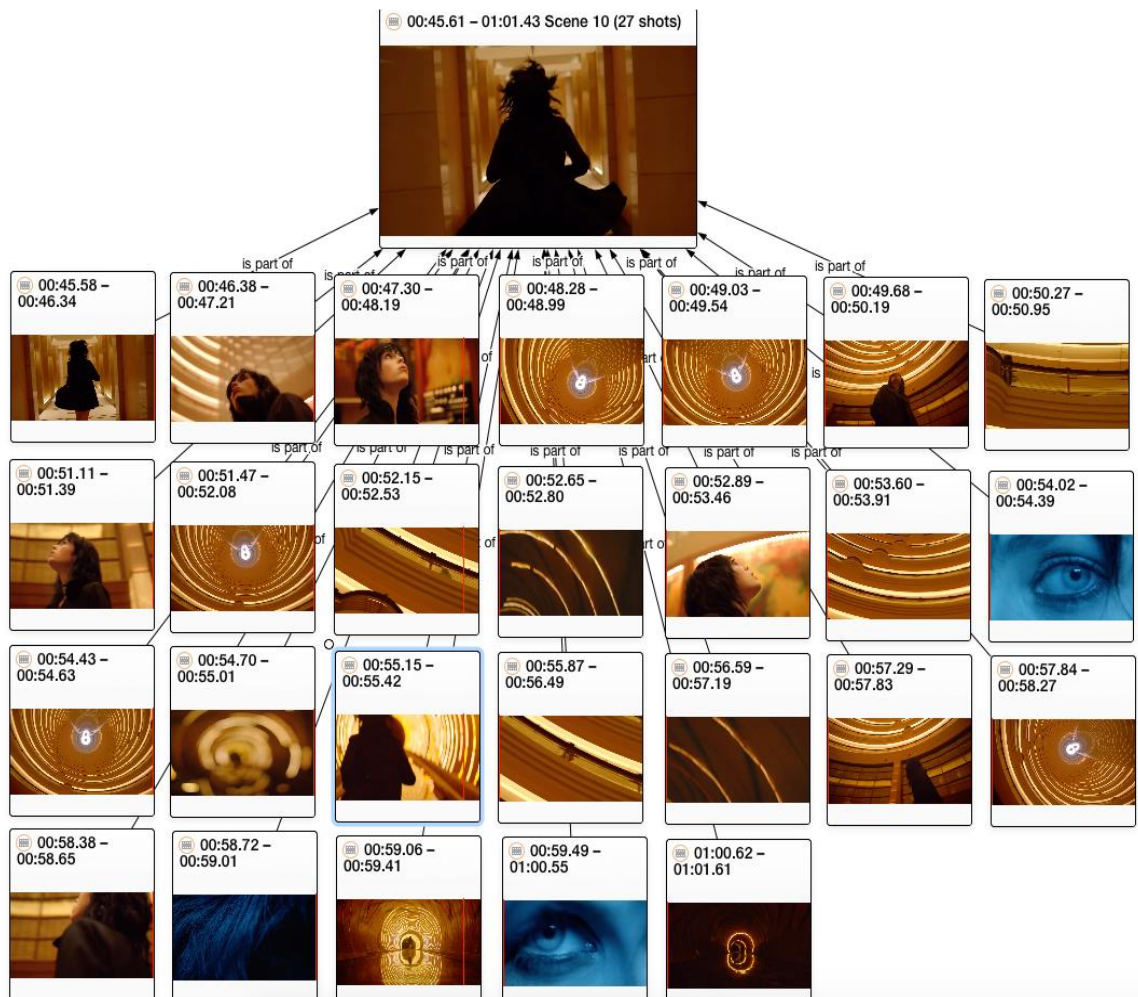 00:45.61 – 01:01.43 Scene 10 (27 shots)
is part of
is part of
is part of
is part of
is part of
is part of
is part of
00:45.58 –
00:46.34
00:46.38 –
00:47.21
00:47.30 –
00:48.19
00:48.28 –
00:48.99
00:49.03 –
00:49.54
00:49.68 –
00:50.19
00:50.27 –
00:50.95
of
art of
is
is part of
is part of
is part of
is part of
is part of
is part of
is part of
00:51.11 –
00:51.39
00:51.47 –
00:52.08
00:52.15 –
00:52.53
00:52.65 –
00:52.80
00:52.89 –
00:53.46
00:53.60 –
00:53.91
00:54.02 –
00:54.39
of
of
art o
00:54.43 –
00:54.63
00:54.70 –
00:55.01
00:55.15 –
00:55.42
00:55.87 –
00:56.49
00:56.59 –
00:57.19
00:57.29 –
00:57.83
00:57.84 –
00:58.27
00:58.38 –
00:58.65
00:58.72 –
00:59.01
00:59.06 –
00:59.41
00:59.49 –
01:00.55
01:00.62 –
01:01.61